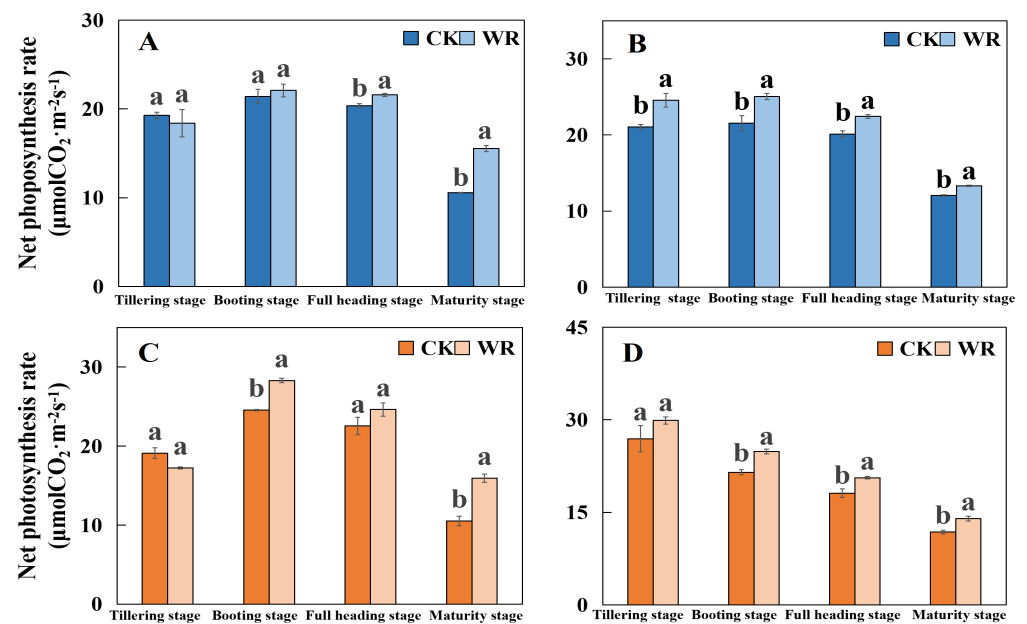 Net phoposynthesis rate
(μmolCO₂·m⁻²s⁻¹)
30
20
10
0
A
CK WR
a a
a a
b a
b a
Tillering stage Booting stage Full heading stage Maturity stage
30
20
10
0
B
CK WR
b a
b a
b a
b a
Tillering stage Booting stage Full heading stage Maturity stage
Net photosynthesis rate
(μmolCO₂·m⁻²s⁻¹)
30
20
10
0
C
CK WR
a a
b a
a a
b a
Tillering stage Booting stage Full heading stage Maturity stage
45
30
15
0
D
CK WR
a a
b a
b a
b a
Tillering stage Booting stage Full heading stage Maturity stage